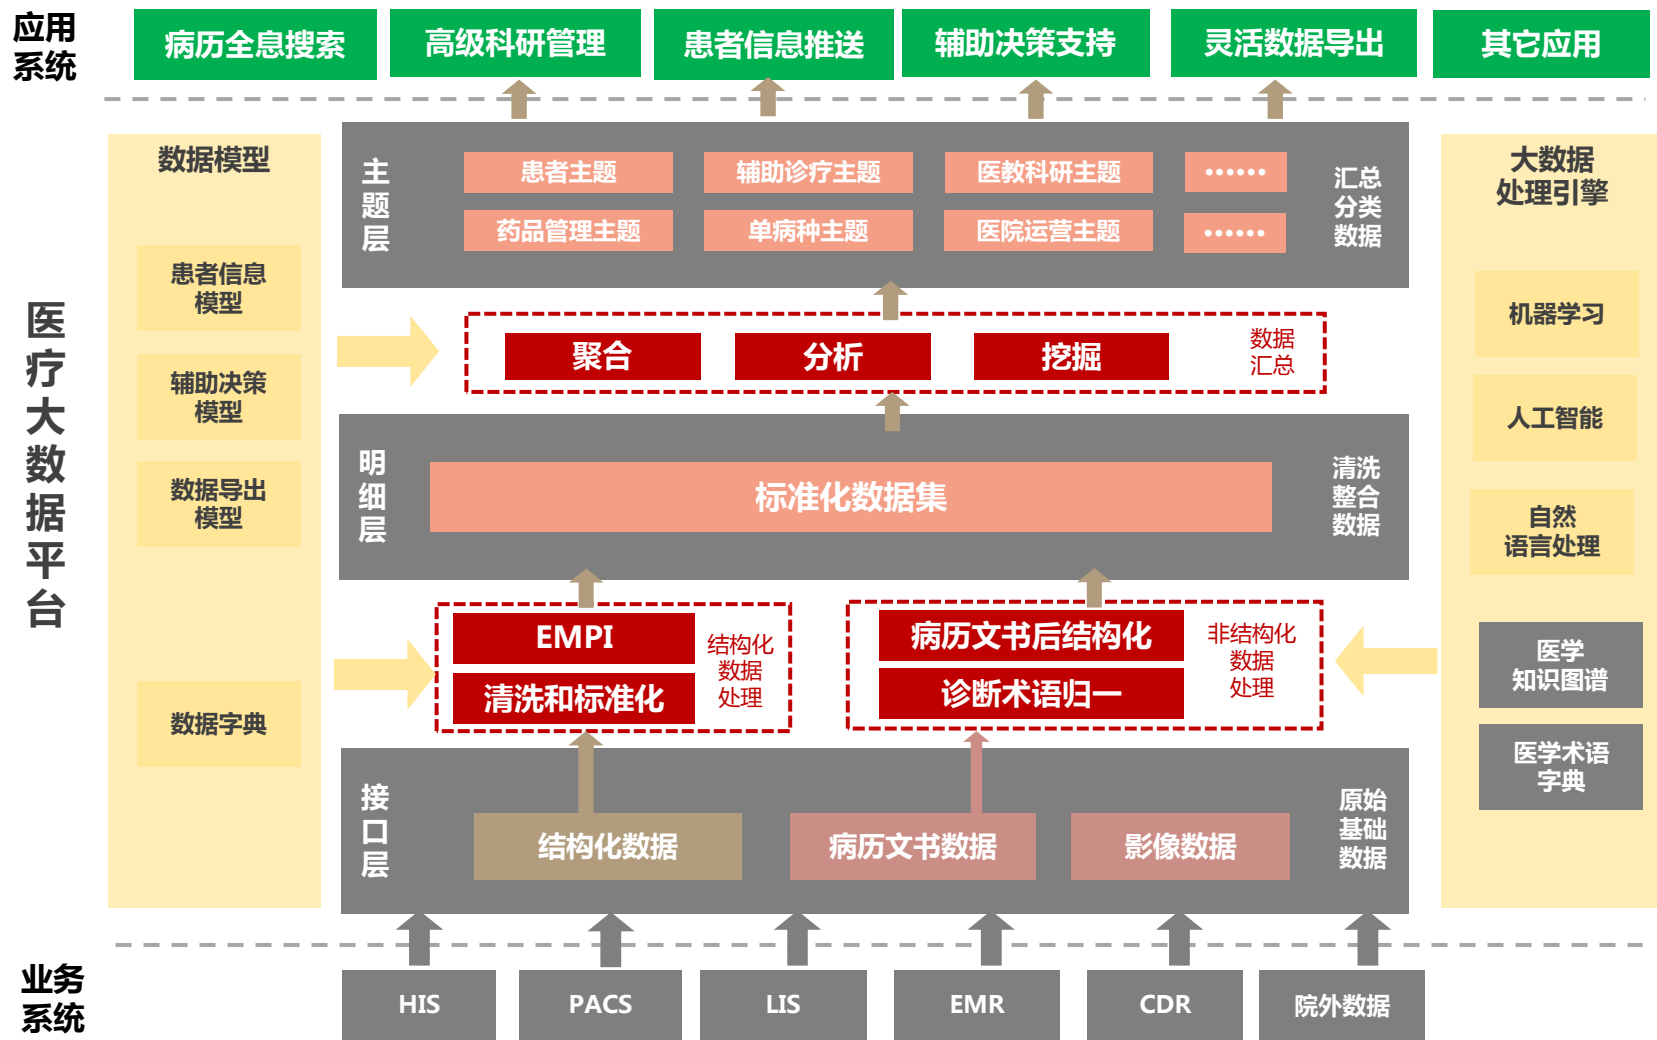 应用
系统
病历全息搜索
高级科研管理
患者信息推送
辅助决策支持
灵活数据导出
其它应用
医疗大数据平台
数据模型
患者信息
模型
辅助决策
模型
数据导出
模型
数据字典
主题层
患者主题
辅助诊疗主题
医教科研主题
••••••
药品管理主题
单病种主题
医院运营主题
••••••
汇总
分类
数据
聚合
分析
挖掘
数据
汇总
明细层
标准化数据集
清洗
整合
数据
EMPI
清洗和标准化
结构化
数据
处理
病历文书后结构化
诊断术语归一
非结构化
数据
处理
接口层
结构化数据
病历文书数据
影像数据
原始
基础
数据
大数据
处理引擎
机器学习
人工智能
自然
语言处理
医学
知识图谱
医学术语
字典
业务
系统
HIS
PACS
LIS
EMR
CDR
院外数据